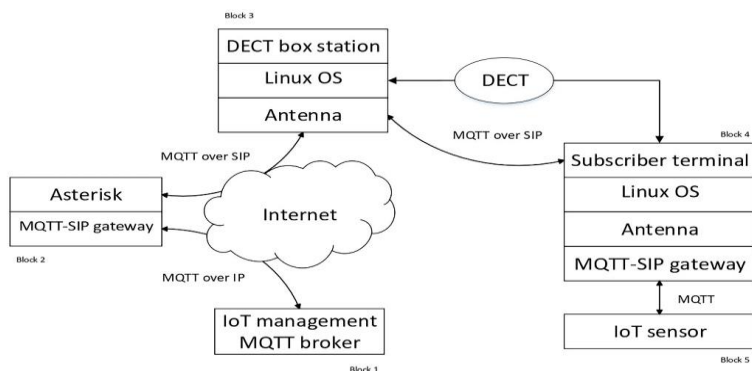 Block 3
DECT box station
Linux OS
Antenna
DECT
MQTT over SIP
MQTT over SIP
Block 4
Subscriber terminal
Linux OS
Antenna
MQTT-SIP gateway
Asterisk
MQTT-SIP gateway
Block 2
Internet
MQTT over IP
MQTT
IoT management
MQTT broker
Block 1
IoT sensor
Block 5